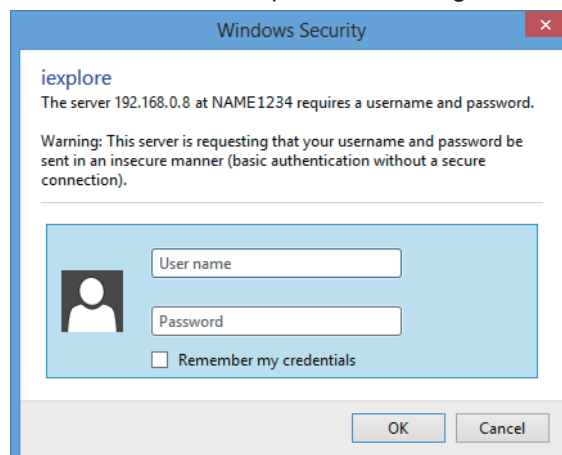 Windows Security
iexplore
The server 192.168.0.8 at NAME1234 requires a username and password.
Warning: This server is requesting that your username and password be
sent in an insecure manner (basic authentication without a secure
connection).
User name
Password
Remember my credentials
OK
Cancel